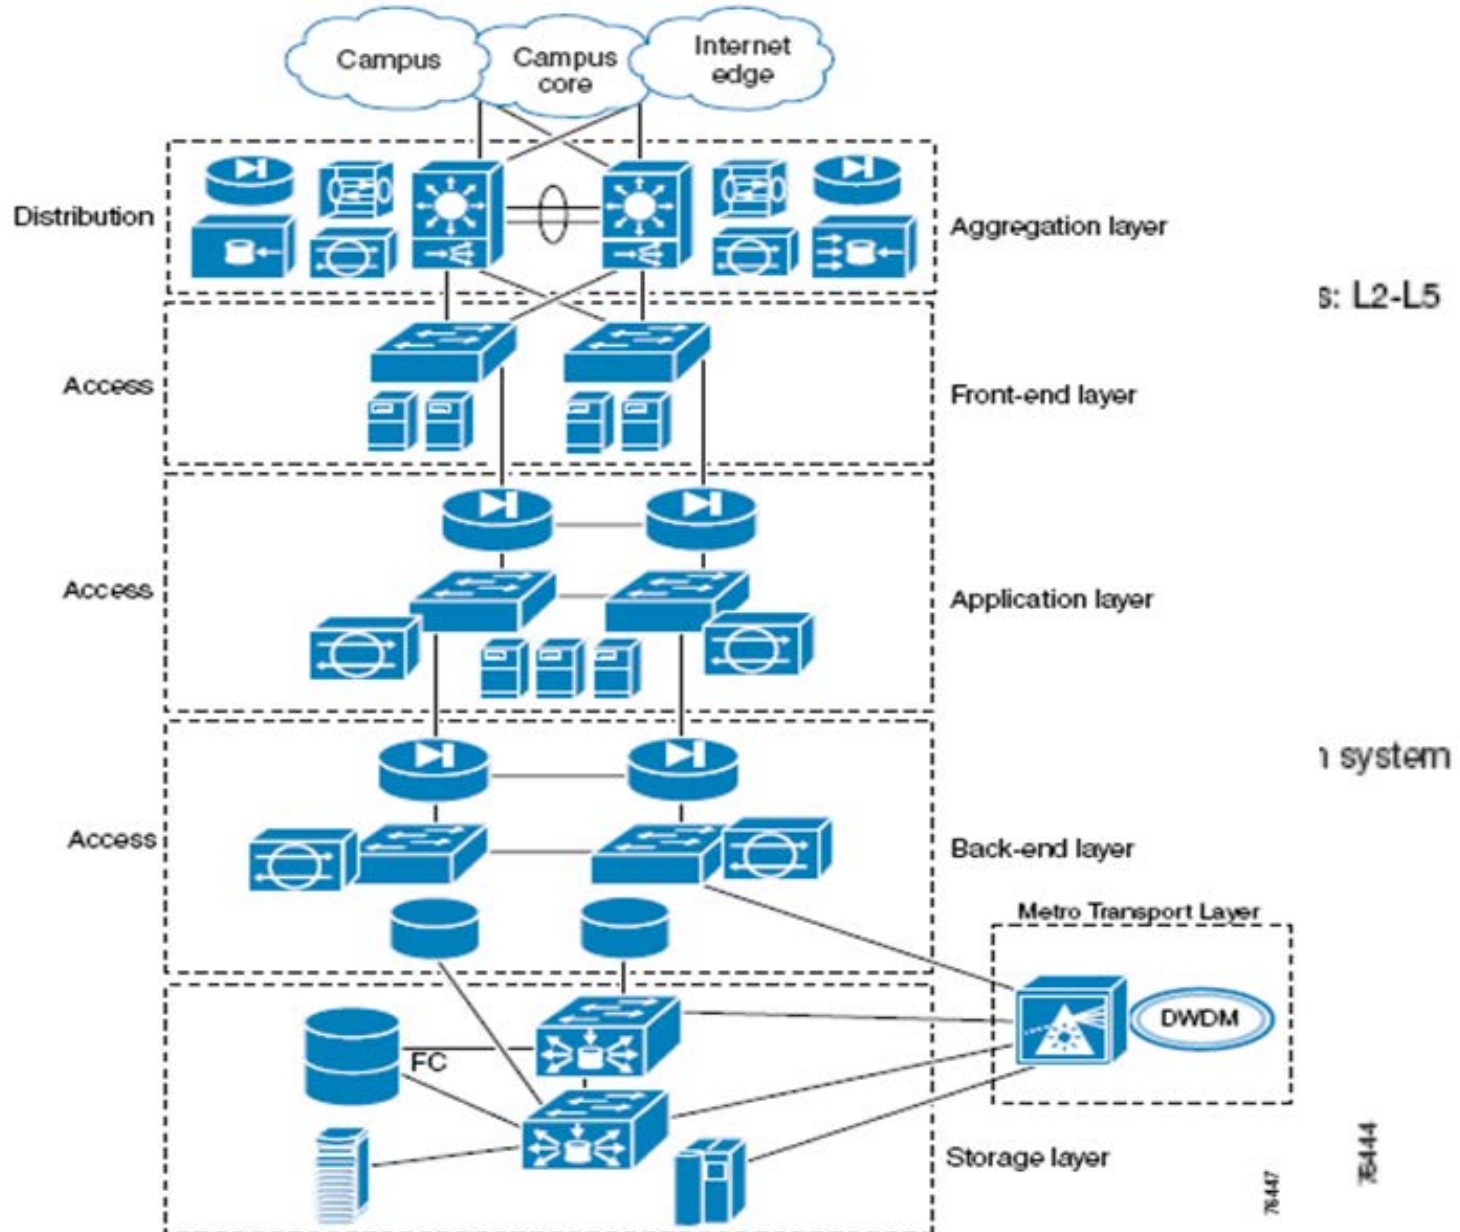 Campus
Campus
core
Internet
edge
Distribution
Aggregation layer
s: L2-L5
Access
Front-end layer
Access
Application layer
system
Access
Back-end layer
Metro Transport Layer
DWDM
FC
Storage layer
76447
76444